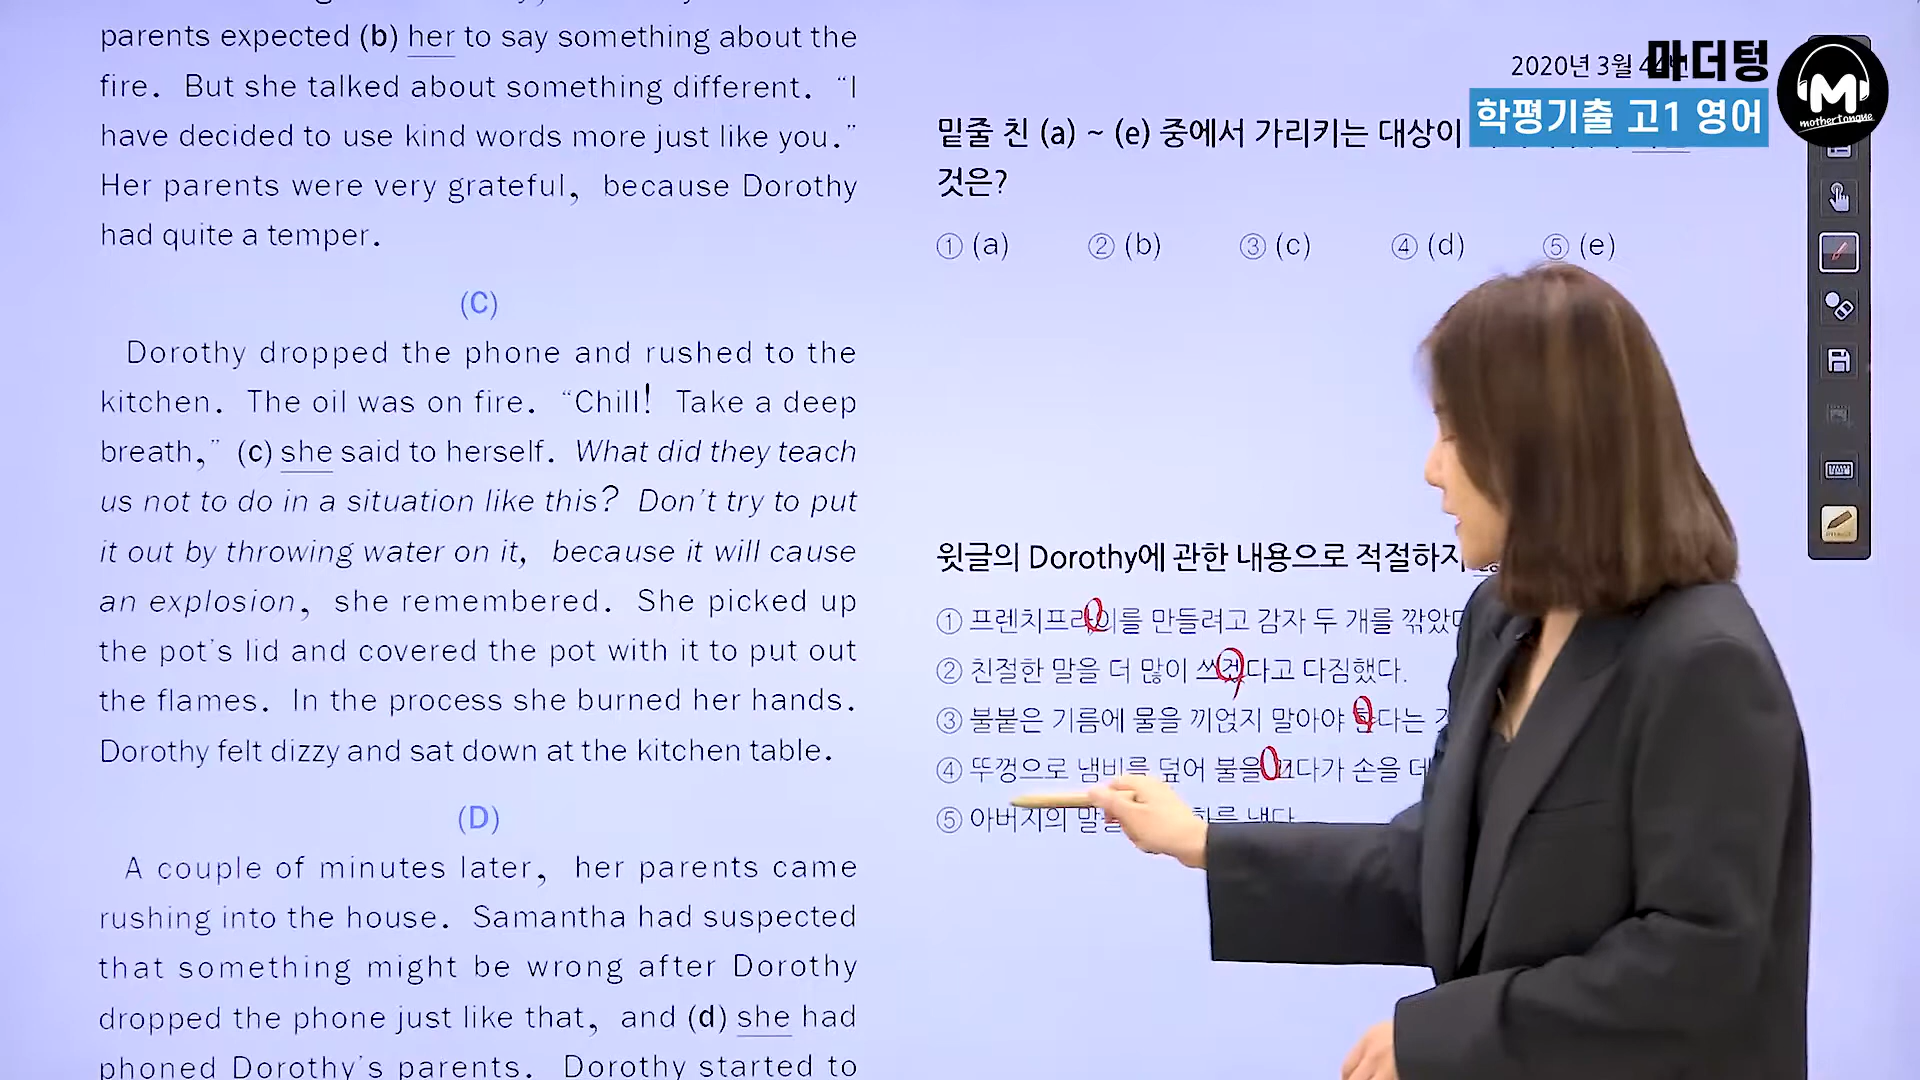 parents expected (b) her to say something about the
fire. But she talked about something different. “I
have decided to use kind words more just like you.”
Her parents were very grateful, because Dorothy
had quite a temper.
(C)
Dorothy dropped the phone and rushed to the
kitchen. The oil was on fire. “Chill! Take a deep
breath,” (c) she said to herself. What did they teach
us not to do in a situation like this? Don’t try to put
it out by throwing water on it, because it will cause
an explosion, she remembered. She picked up
the pot’s lid and covered the pot with it to put out
the flames. In the process she burned her hands.
Dorothy felt dizzy and sat down at the kitchen table.
(D)
A couple of minutes later, her parents came
rushing into the house. Samantha had suspected
that something might be wrong after Dorothy
dropped the phone just like that, and (d) she had
phoned Dorothy’s parents. Dorothy started to
2020년 3월
마더텅
학평기출 고1 영어
M
mothertongue
밑줄 친 (a) ~ (e) 중에서 가리키는 대상이
것은?
① (a) ② (b) ③ (c) ④ (d) ⑤ (e)
윗글의 Dorothy에 관한 내용으로 적절하지
① 프렌치프라이를 만들려고 감자 두 개를 깎았다
② 친절한 말을 더 많이 쓰겠다고 다짐했다.
③ 불붙은 기름에 물을 끼얹지 말아야 한다는
④ 뚜껑으로 냄비를 덮어 불을 끄다가 손을 데
⑤ 아버지의 말을 화를 냈다